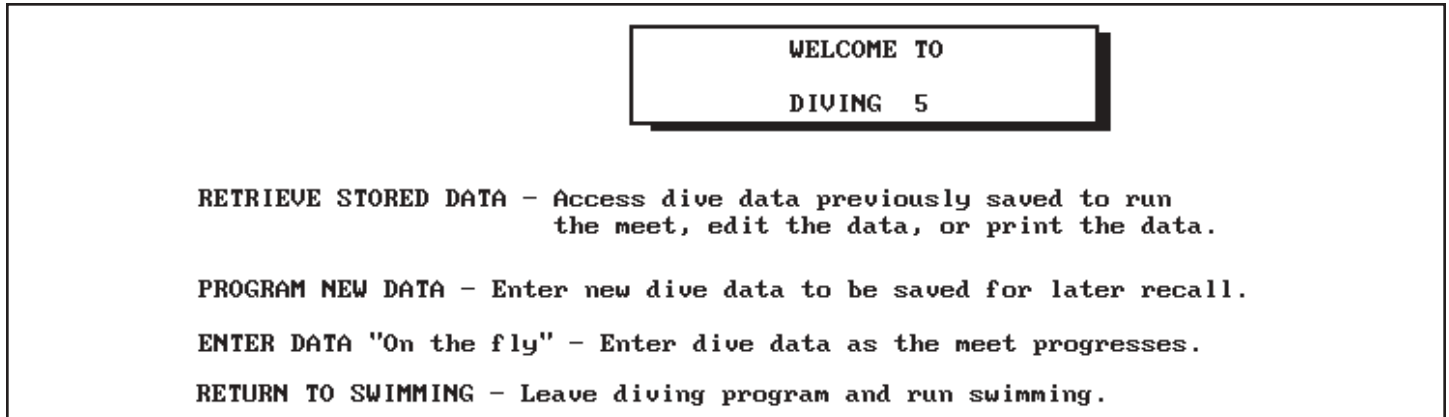 WELCOME TO
DIVING 5
RETRIEVE STORED DATA - Access dive data previously saved to run
the meet, edit the data, or print the data.
PROGRAM NEW DATA - Enter new dive data to be saved for later recall.
ENTER DATA "On the fly" - Enter dive data as the meet progresses.
RETURN TO SWIMMING - Leave diving program and run swimming.